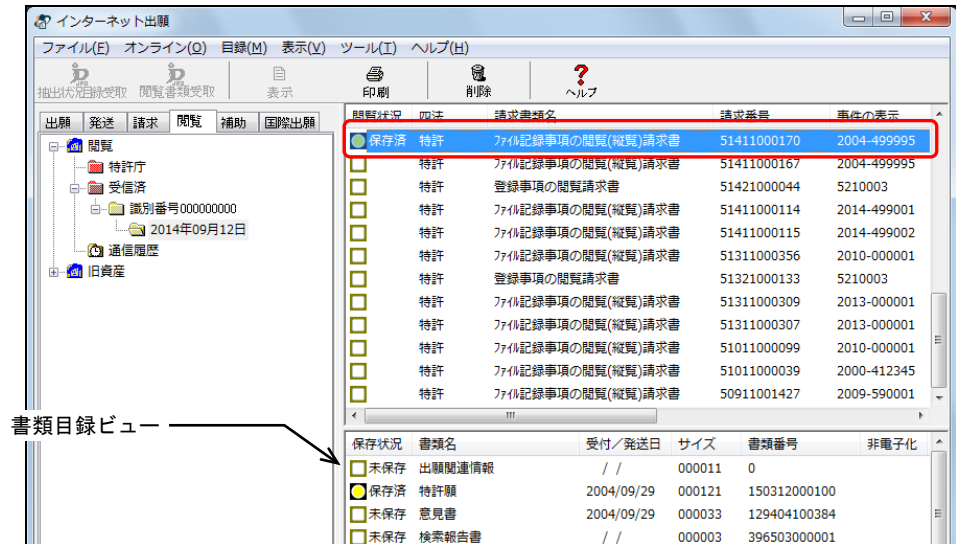 インターネット出願
ファイル(F) オンライン(O) 目録(M) 表示(V) ツール(T) ヘルプ(H)
抽出状況目録受取 閲覧書類受取 表示 印刷 削除 ヘルプ
出願 発送 請求 閲覧 補助 国際出願
閲覧
特許庁
受信済
識別番号000000000
2014年09月12日
通信履歴
旧資産
閲覧状況 四法 請求書類名 請求番号 事件の表示
保存済 特許 ファイル記録事項の閲覧(縦覧)請求書 51411000170 2004-499995
特許 ファイル記録事項の閲覧(縦覧)請求書 51411000167 2004-499995
特許 登録事項の閲覧請求書 51421000044 5210003
特許 ファイル記録事項の閲覧(縦覧)請求書 51411000114 2014-499001
特許 ファイル記録事項の閲覧(縦覧)請求書 51411000115 2014-499002
特許 ファイル記録事項の閲覧(縦覧)請求書 51311000356 2010-000001
特許 登録事項の閲覧請求書 51321000133 5210003
特許 ファイル記録事項の閲覧(縦覧)請求書 51311000309 2013-000001
特許 ファイル記録事項の閲覧(縦覧)請求書 51311000307 2013-000001
特許 ファイル記録事項の閲覧(縦覧)請求書 51011000099 2010-000001
特許 ファイル記録事項の閲覧(縦覧)請求書 51011000039 2000-412345
特許 ファイル記録事項の閲覧(縦覧)請求書 50911001427 2009-590001
書類目録ビュー
保存状況 書類名 受付/発送日 サイズ 書類番号 非電子化
未保存 出願関連情報 / / 000011 0
保存済 特許願 2004/09/29 000121 150312000100
未保存 意見書 2004/09/29 000033 129404100384
未保存 検索報告書 / / 000003 396503000001